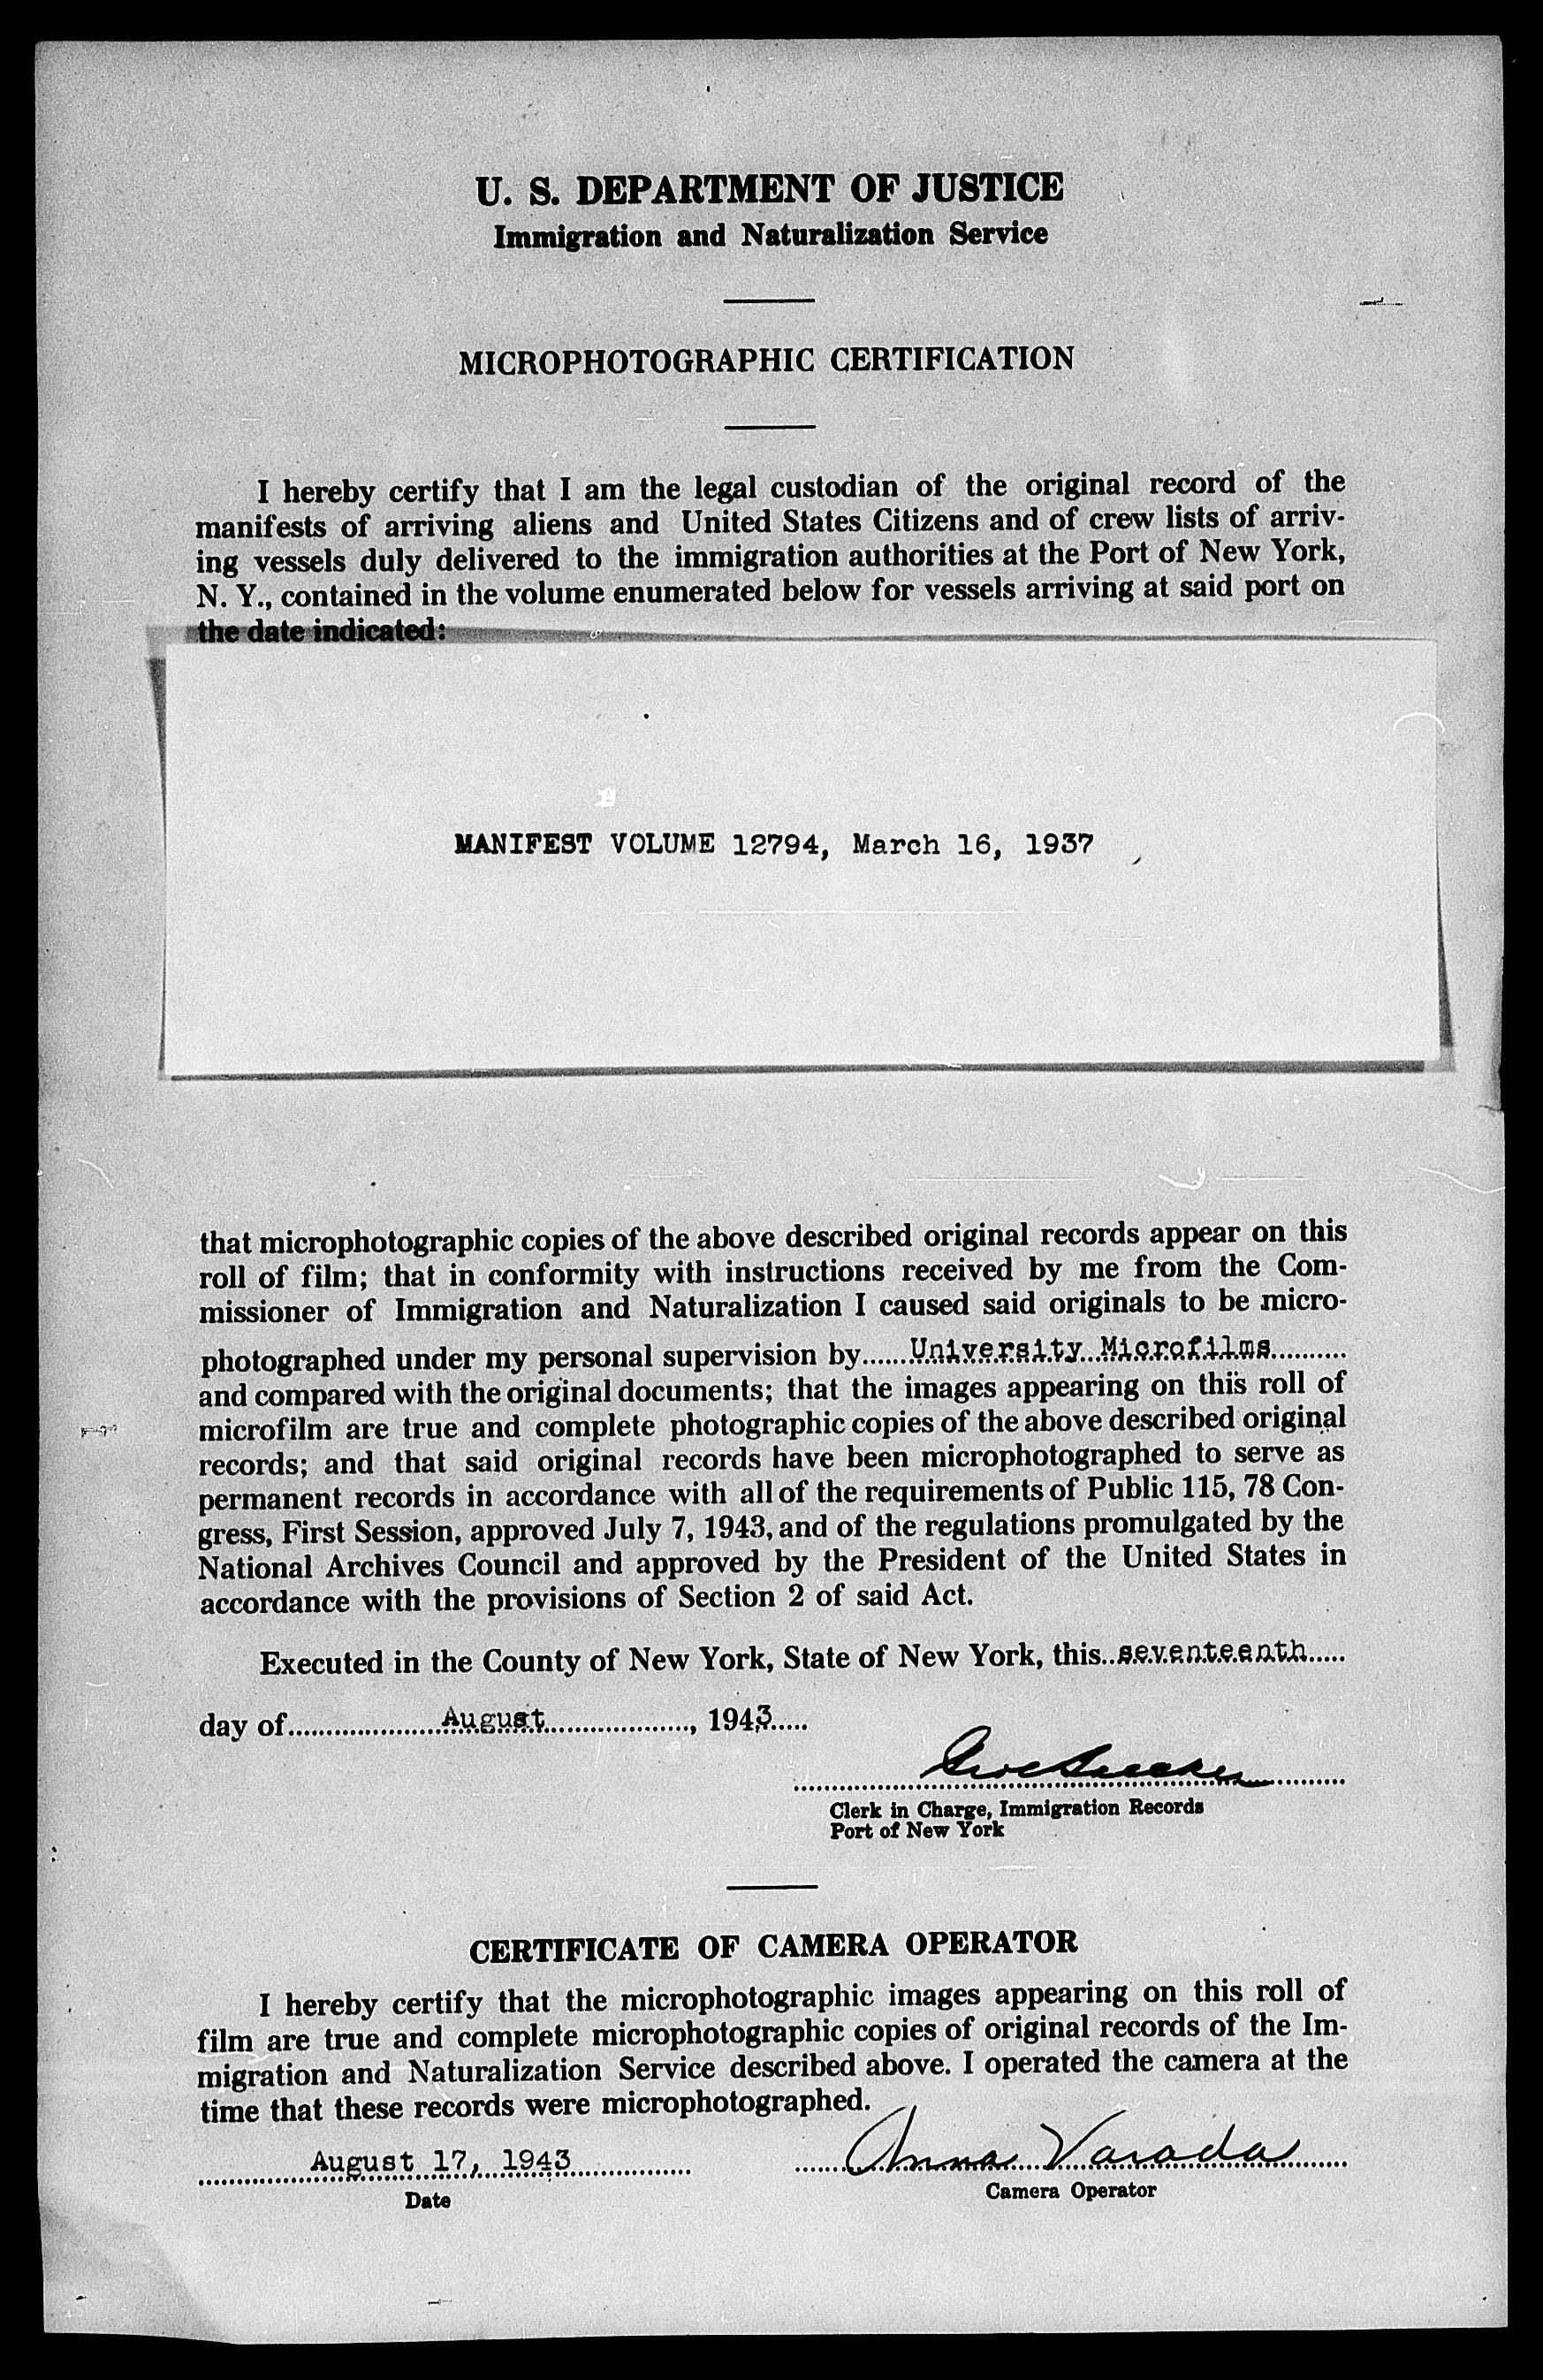 U. S. DEPARTMENT OF JUSTICE
Immigration and Naturalization Service
MICROPHOTOGRAPHIC CERTIFICATION
I hereby certify that I am the legal custodian of the original record of the
manifests of arriving aliens and United States Citizens and of crew lists of arriv-
ing vessels duly delivered to the immigration authorities at the Port of New York,
N. Y., contained in the volume enumerated below for vessels arriving at said port on
the date indicated:
MANIFEST VOLUME 12794, March 16, 1937
that microphotographic copies of the above described original records appear on this
roll of film; that in conformity with instructions received by me from the Com-
missioner of Immigration and Naturalization I caused said originals to be micro-
photographed under my personal supervision by......University Microfilms..........
and compared with the original documents; that the images appearing on this roll of
microfilm are true and complete photographic copies of the above described original
records; and that said original records have been microphotographed to serve as
permanent records in accordance with all of the requirements of Public 115, 78 Con-
gress, First Session, approved July 7, 1943, and of the regulations promulgated by the
National Archives Council and approved by the President of the United States in
accordance with the provisions of Section 2 of said Act.
Executed in the County of New York, State of New York, this..seventeenth.....
day of....................August..................., 1943.....
Clerk in Charge, Immigration Records
Port of New York
CERTIFICATE OF CAMERA OPERATOR
I hereby certify that the microphotographic images appearing on this roll of
film are true and complete microphotographic copies of original records of the Im-
migration and Naturalization Service described above. I operated the camera at the
time that these records were microphotographed.
August 17, 1943
Anna Varada
Date
Camera Operator